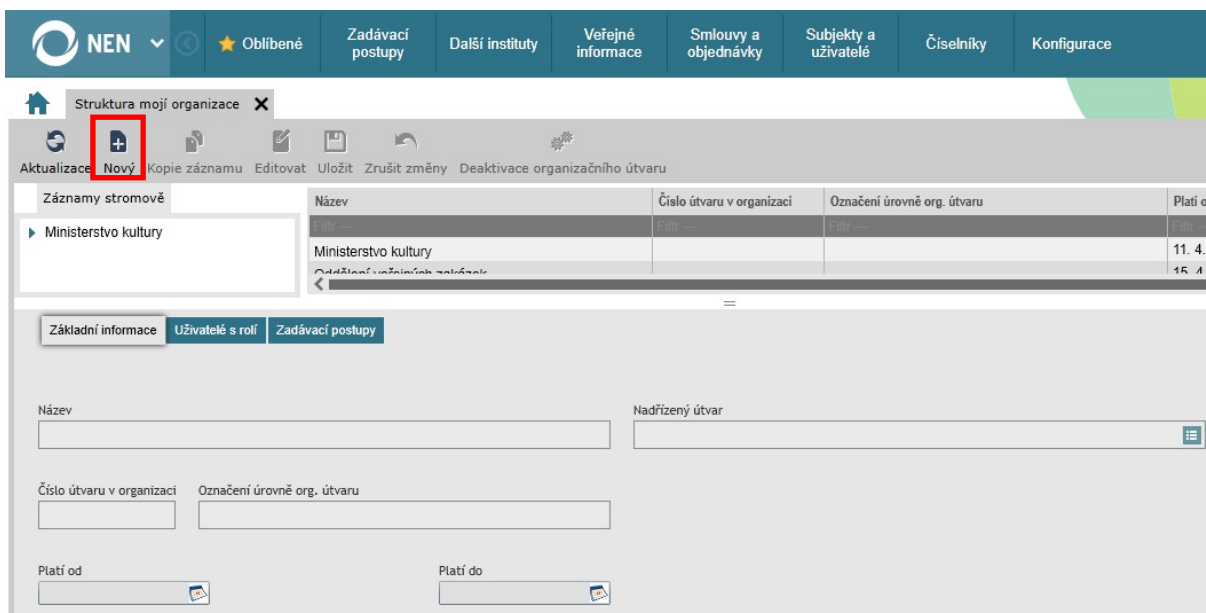 NEN
Oblíbené
Zadávací postupy
Další instituty
Veřejné informace
Smlouvy a objednávky
Subjekty a uživatelé
Číselníky
Konfigurace
Struktura mojí organizace
Aktualizace Nový Kopie záznamu Editovat Uložit Zrušit změny Deaktivace organizačního útvaru
Záznamy stromově
Ministerstvo kultury
Název Číslo útvaru v organizaci Označení úrovně org. útvaru Platí o
Filtr --- Filtr --- Filtr --- Filtr -
Ministerstvo kultury 11. 4.
Oddělení veřejných zakázek 15. 4
Základní informace Uživatelé s rolí Zadávací postupy
Název Nadřízený útvar
Číslo útvaru v organizaci Označení úrovně org. útvaru
Platí od Platí do